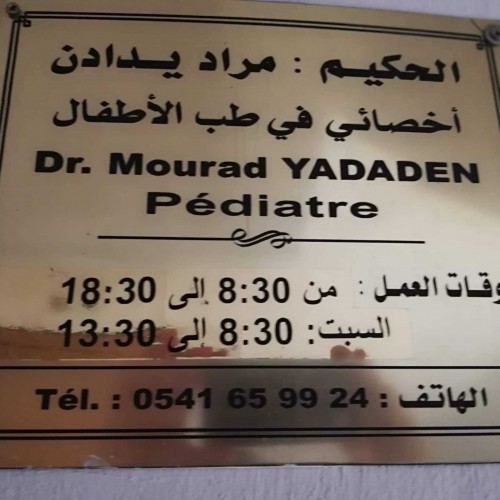 الحكيم : مراد يدادن
أخصائي في طب الأطفال
Dr. Mourad YADADEN
Pédiatre
وقات العمل : من 8:30 إلى 18:30
السبت: 8:30 إلى 13:30
Tél. : 0541 65 99 24 : الهاتف